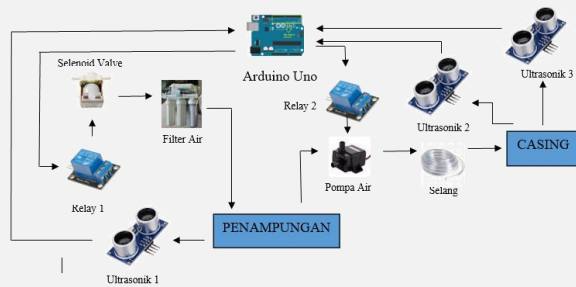 Selenoid Valve
Arduino Uno
Ultrasonik 3
Relay 2
Ultrasonik 2
Filter Air
CASING
Pompa Air
Selang
Relay 1
PENAMPUNGAN
Ultrasonik 1